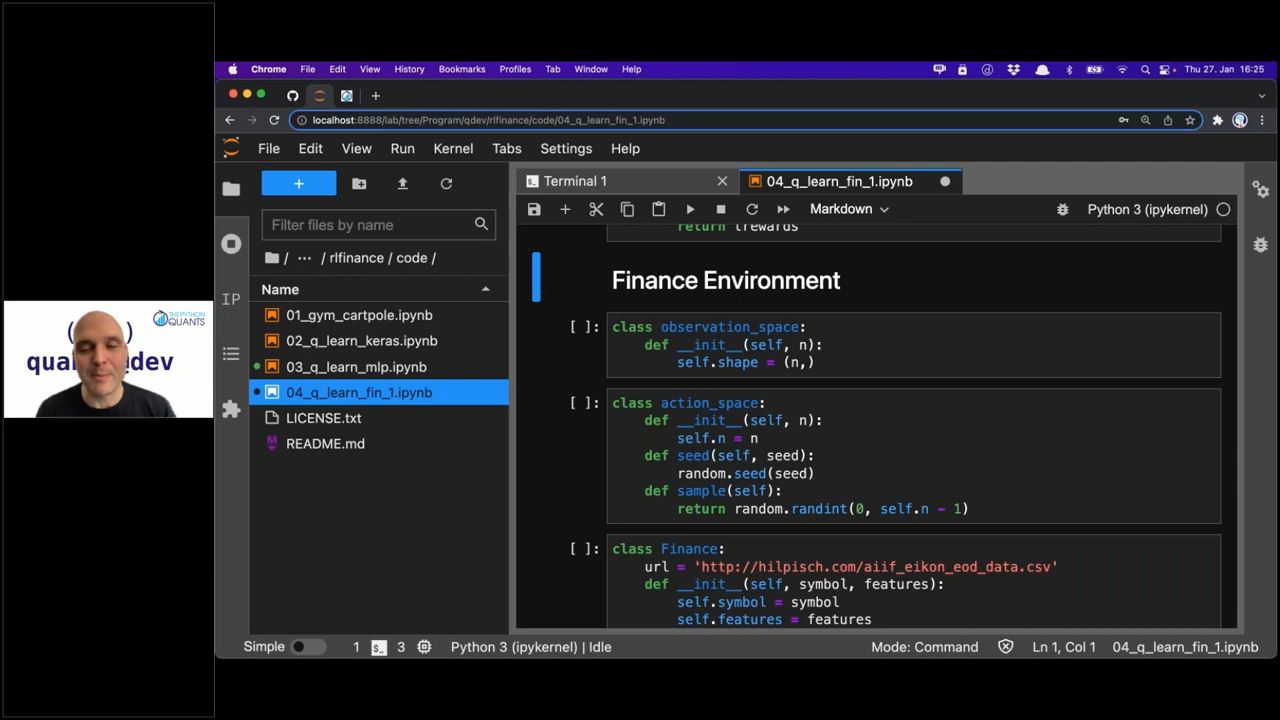 Chrome File Edit View History Bookmarks Profiles Tab Window Help Thu 27. Jan 16:25
localhost:8888/lab/tree/Program/qdev/rlfinance/code/04_q_learn_fin_1.ipynb
File Edit View Run Kernel Tabs Settings Help
Terminal 1
04_q_learn_fin_1.ipynb
Markdown
Python 3 (ipykernel)
Filter files by name
/ ··· / rlfinance / code /
Name
01_gym_cartpole.ipynb
02_q_learn_keras.ipynb
03_q_learn_mlp.ipynb
04_q_learn_fin_1.ipynb
LICENSE.txt
README.md
return trewards
Finance Environment
[ ]: class observation_space:
def __init__(self, n):
self.shape = (n,)
[ ]: class action_space:
def __init__(self, n):
self.n = n
def seed(self, seed):
random.seed(seed)
def sample(self):
return random.randint(0, self.n - 1)
[ ]: class Finance:
url = 'http://hilpisch.com/aiif_eikon_eod_data.csv'
def __init__(self, symbol, features):
self.symbol = symbol
self.features = features
Simple 1 3 Python 3 (ipykernel) | Idle Mode: Command Ln 1, Col 1 04_q_learn_fin_1.ipynb
THE PYTHON
QUANTS